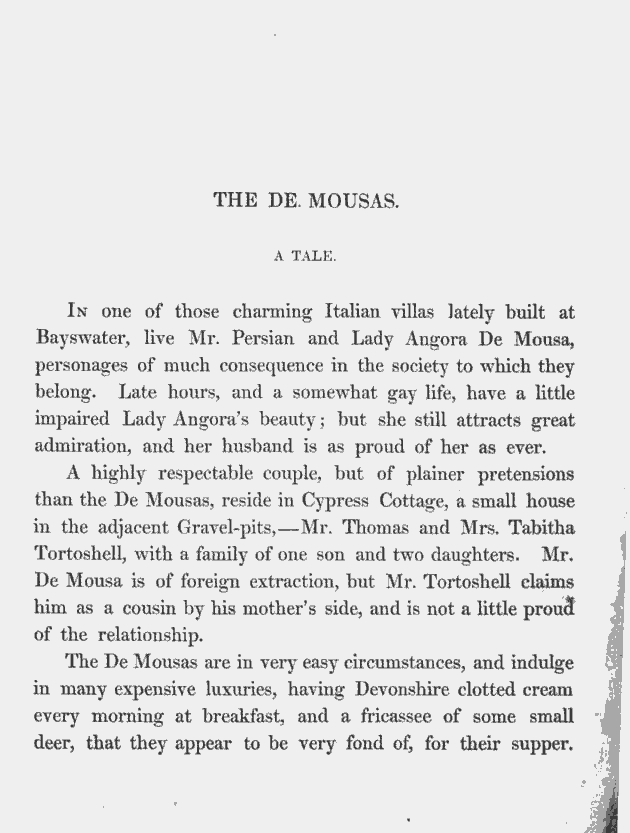 THE DE. MOUSAS.
A TALE.
In one of those charming Italian villas lately built at
Bayswater, live Mr. Persian and Lady Angora De Mousa,
personages of much consequence in the society to which they
belong. Late hours, and a somewhat gay life, have a little
impaired Lady Angora's beauty; but she still attracts great
admiration, and her husband is as proud of her as ever.
A highly respectable couple, but of plainer pretensions
than the De Mousas, reside in Cypress Cottage, a small house
in the adjacent Gravel-pits,—Mr. Thomas and Mrs. Tabitha
Tortoshell, with a family of one son and two daughters. Mr.
De Mousa is of foreign extraction, but Mr. Tortoshell claims
him as a cousin by his mother's side, and is not a little proud
of the relationship.
The De Mousas are in very easy circumstances, and indulge
in many expensive luxuries, having Devonshire clotted cream
every morning at breakfast, and a fricassee of some small
deer, that they appear to be very fond of, for their supper.